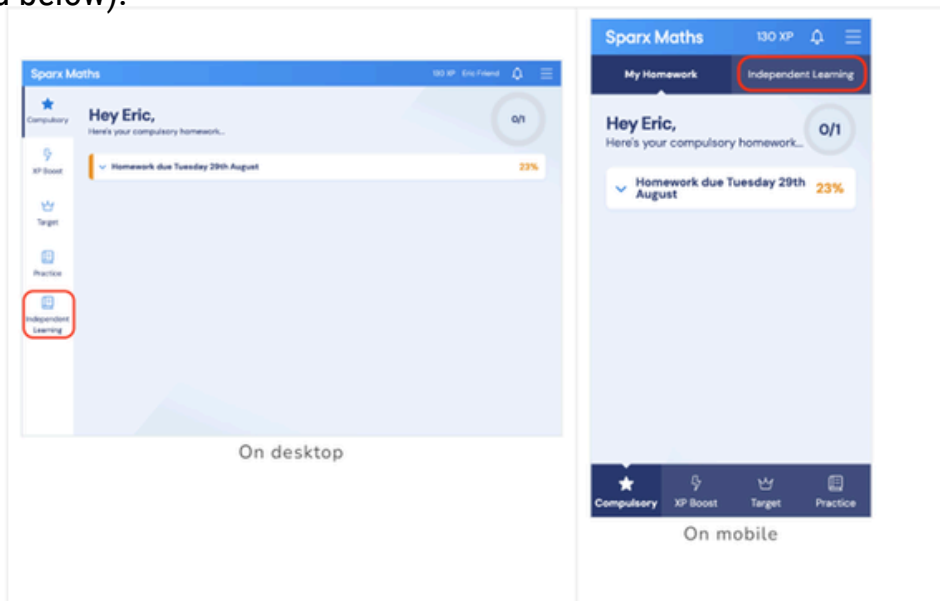 d below):
Sparx Maths
130 XP Eric Friend
Compulsory
XP Boost
Target
Practice
Independent
Learning
Hey Eric,
Here's your compulsory homework...
0/1
Homework due Tuesday 29th August
23%
On desktop
Sparx Maths
130 XP
My Homework
Independent Learning
Hey Eric,
Here's your compulsory homework...
0/1
Homework due Tuesday 29th
August
23%
Compulsory
XP Boost
Target
Practice
On mobile